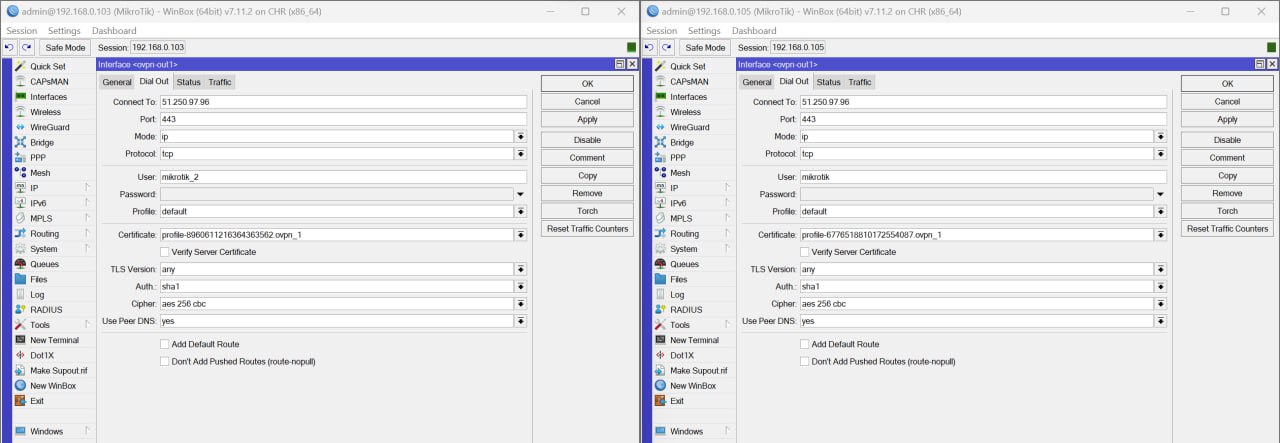 admin@192.168.0.103 (MikroTik) - WinBox (64bit) v7.11.2 on CHR (x86_64)
Session Settings Dashboard
Safe Mode Session: 192.168.0.103
Quick Set
CAPsMAN
Interfaces
Wireless
WireGuard
Bridge
PPP
Mesh
IP
IPv6
MPLS
Routing
System
Queues
Files
Log
RADIUS
Tools
New Terminal
Dot1X
Make Supout.rif
New WinBox
Exit
Windows
Interface <ovpn-out1>
General Dial Out Status Traffic
Connect To: 51.250.97.96
Port: 443
Mode: ip
Protocol: tcp
User: mikrotik_2
Password:
Profile: default
Certificate: profile-8960611216364363562.ovpn_1
Verify Server Certificate
TLS Version: any
Auth.: sha1
Cipher: aes 256 cbc
Use Peer DNS: yes
Add Default Route
Don't Add Pushed Routes (route-nopull)
OK
Cancel
Apply
Disable
Comment
Copy
Remove
Torch
Reset Traffic Counters
admin@192.168.0.105 (MikroTik) - WinBox (64bit) v7.11.2 on CHR (x86_64)
Session Settings Dashboard
Safe Mode Session: 192.168.0.105
Quick Set
CAPsMAN
Interfaces
Wireless
WireGuard
Bridge
PPP
Mesh
IP
IPv6
MPLS
Routing
System
Queues
Files
Log
RADIUS
Tools
New Terminal
Dot1X
Make Supout.rif
New WinBox
Exit
Windows
Interface <ovpn-out1>
General Dial Out Status Traffic
Connect To: 51.250.97.96
Port: 443
Mode: ip
Protocol: tcp
User: mikrotik
Password:
Profile: default
Certificate: profile-6776518810172554087.ovpn_1
Verify Server Certificate
TLS Version: any
Auth.: sha1
Cipher: aes 256 cbc
Use Peer DNS: yes
Add Default Route
Don't Add Pushed Routes (route-nopull)
OK
Cancel
Apply
Disable
Comment
Copy
Remove
Torch
Reset Traffic Counters